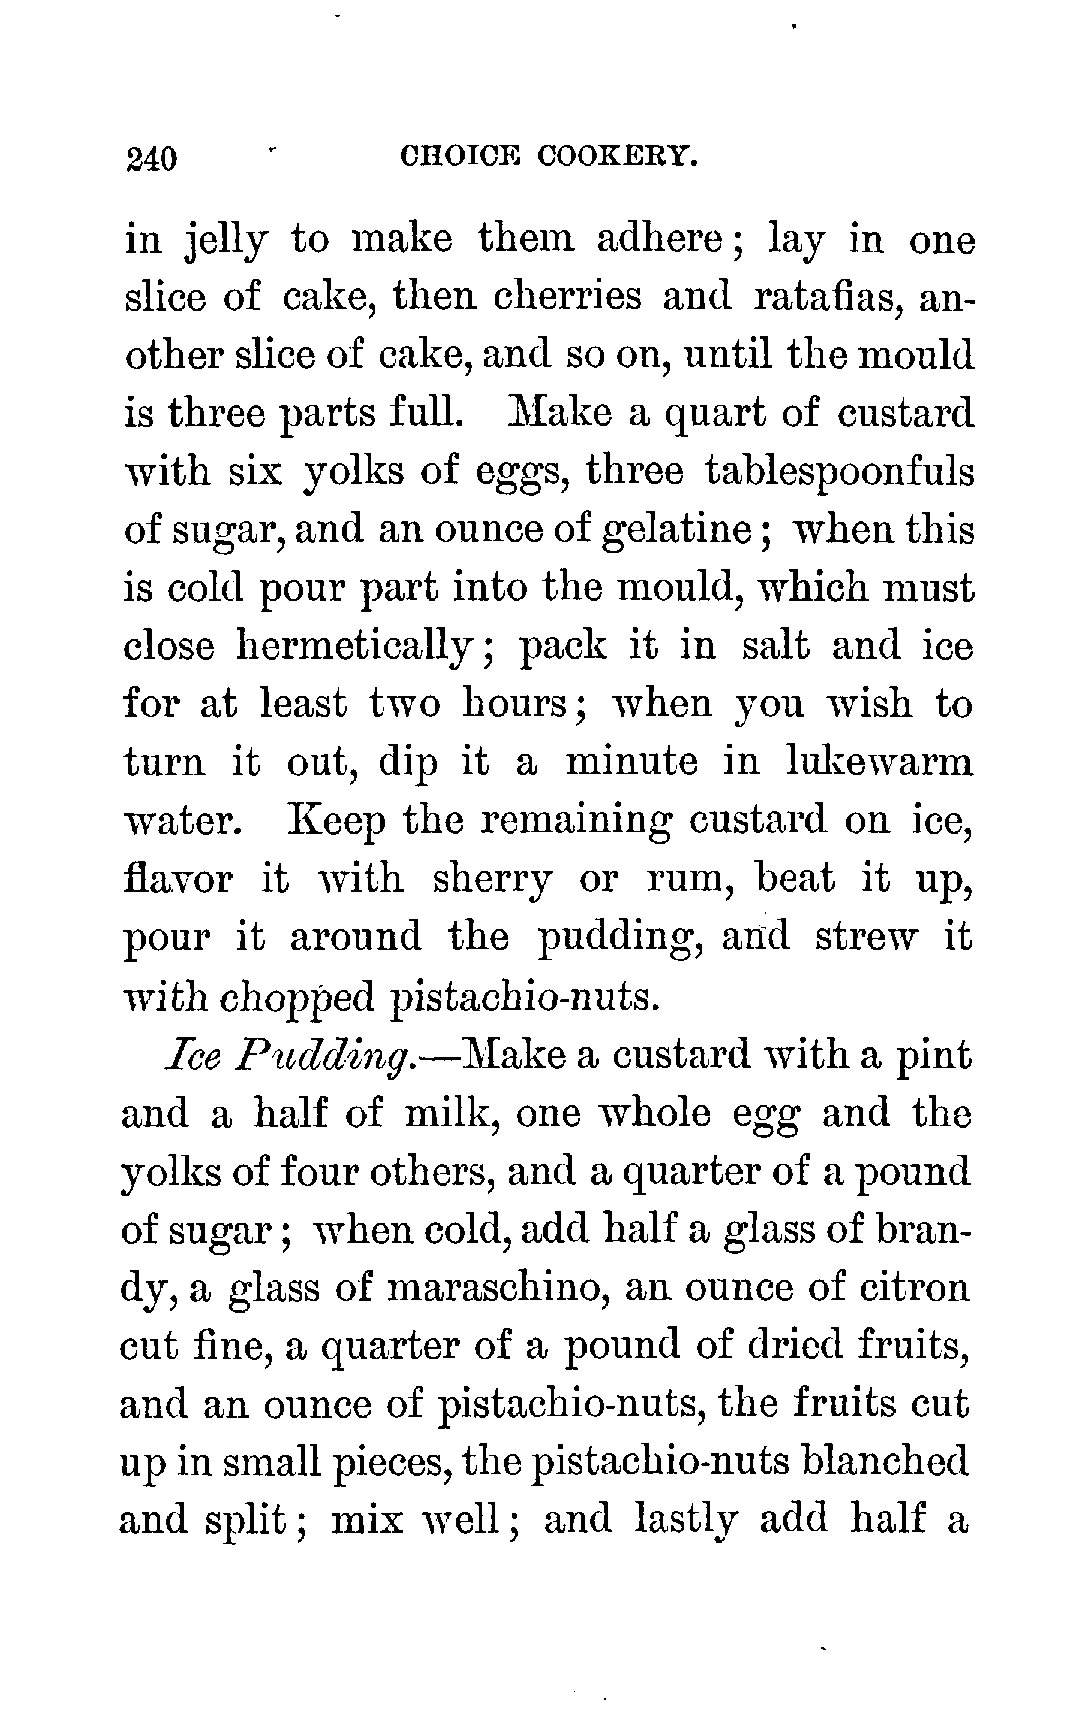 240 CHOICE COOKERY.
in jelly to make them adhere; lay in one
slice of cake, then cherries and ratafias, an-
other slice of cake, and so on, until the mould
is three parts full. Make a quart of custard
with six yolks of eggs, three tablespoonfuls
of sugar, and an ounce of gelatine; when this
is cold pour part into the mould, which must
close hermetically; pack it in salt and ice
for at least two hours; when you wish to
turn it out, dip it a minute in lukewarm
water. Keep the remaining custard on ice,
flavor it with sherry or rum, beat it up,
pour it around the pudding, and strew it
with chopped pistachio-nuts.
Ice Pudding.—Make a custard with a pint
and a half of milk, one whole egg and the
yolks of four others, and a quarter of a pound
of sugar; when cold, add half a glass of bran-
dy, a glass of maraschino, an ounce of citron
cut fine, a quarter of a pound of dried fruits,
and an ounce of pistachio-nuts, the fruits cut
up in small pieces, the pistachio-nuts blanched
and split; mix well; and lastly add half a